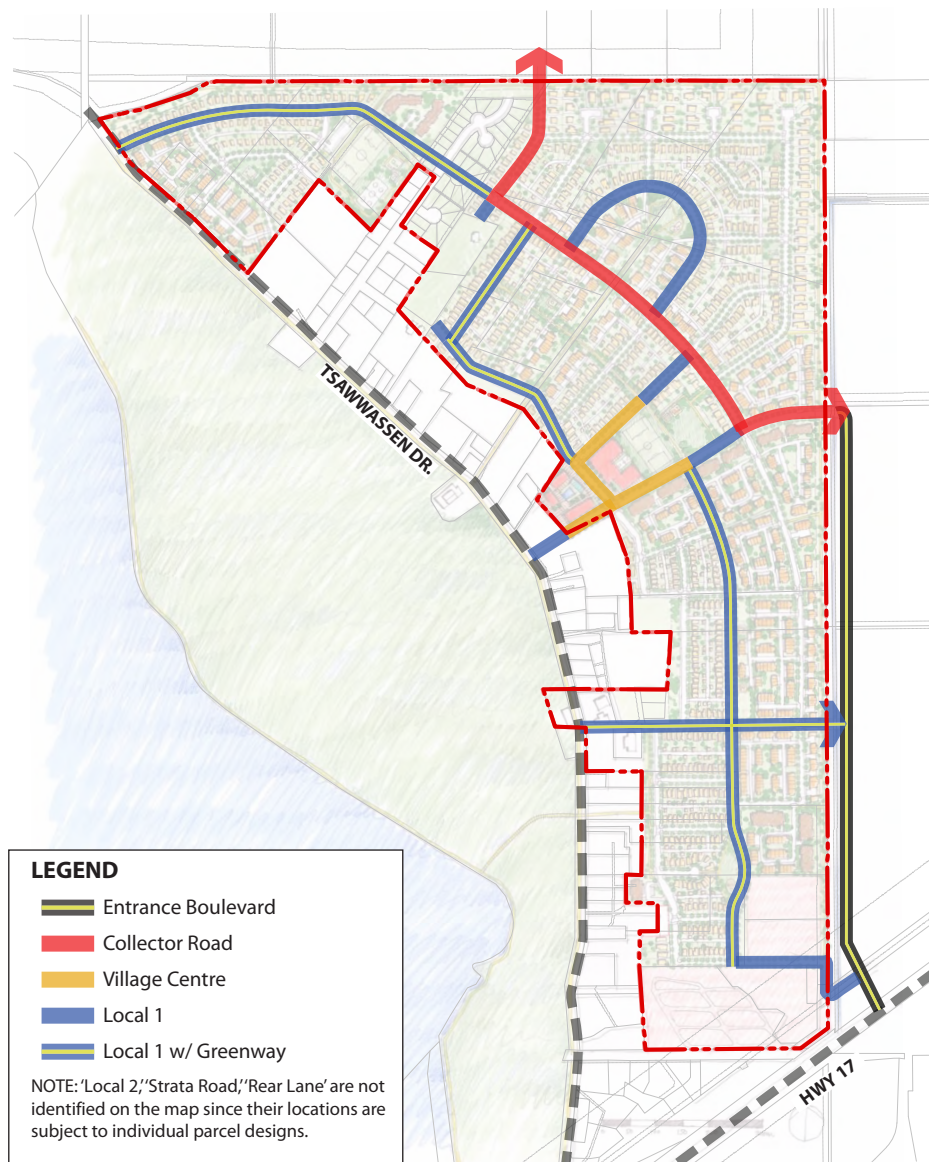 TSAWWASSEN DR.
HWY 17
LEGEND
Entrance Boulevard
Collector Road
Village Centre
Local 1
Local 1 w/ Greenway
NOTE: ‘Local 2,’ ‘Strata Road,’ ‘Rear Lane’ are not
identified on the map since their locations are
subject to individual parcel designs.